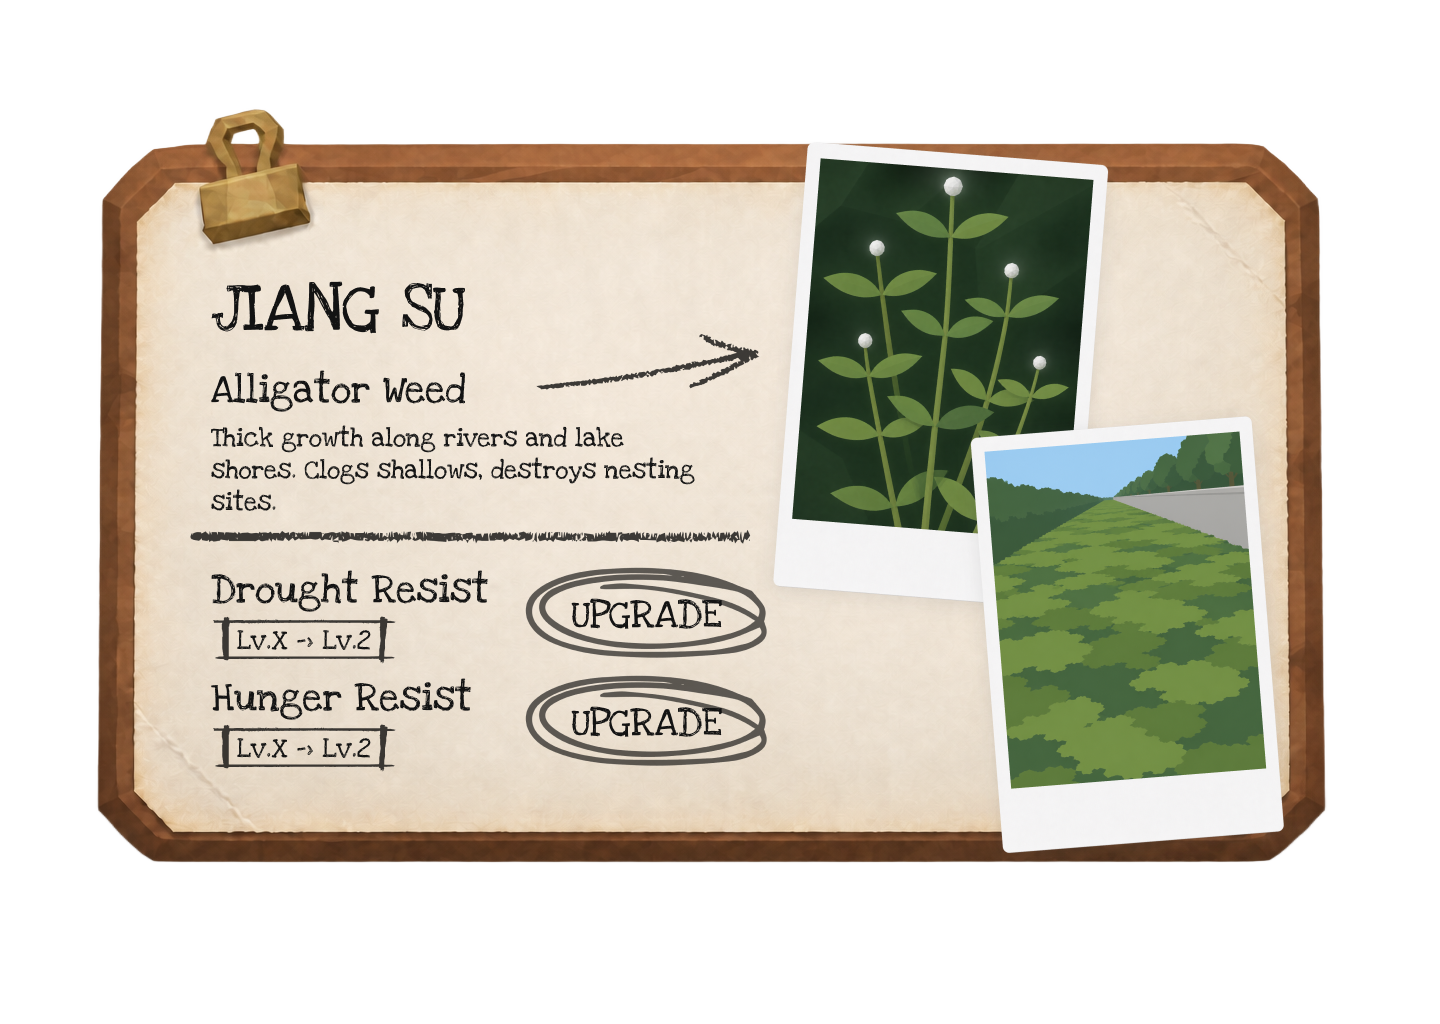 JIANG SU
Alligator Weed
Thick growth along rivers and lake
shores. Clogs shallows, destroys nesting
sites.
Drought Resist
UPGRADE
Lv.X -> Lv.2
Hunger Resist
UPGRADE
Lv.X -> Lv.2